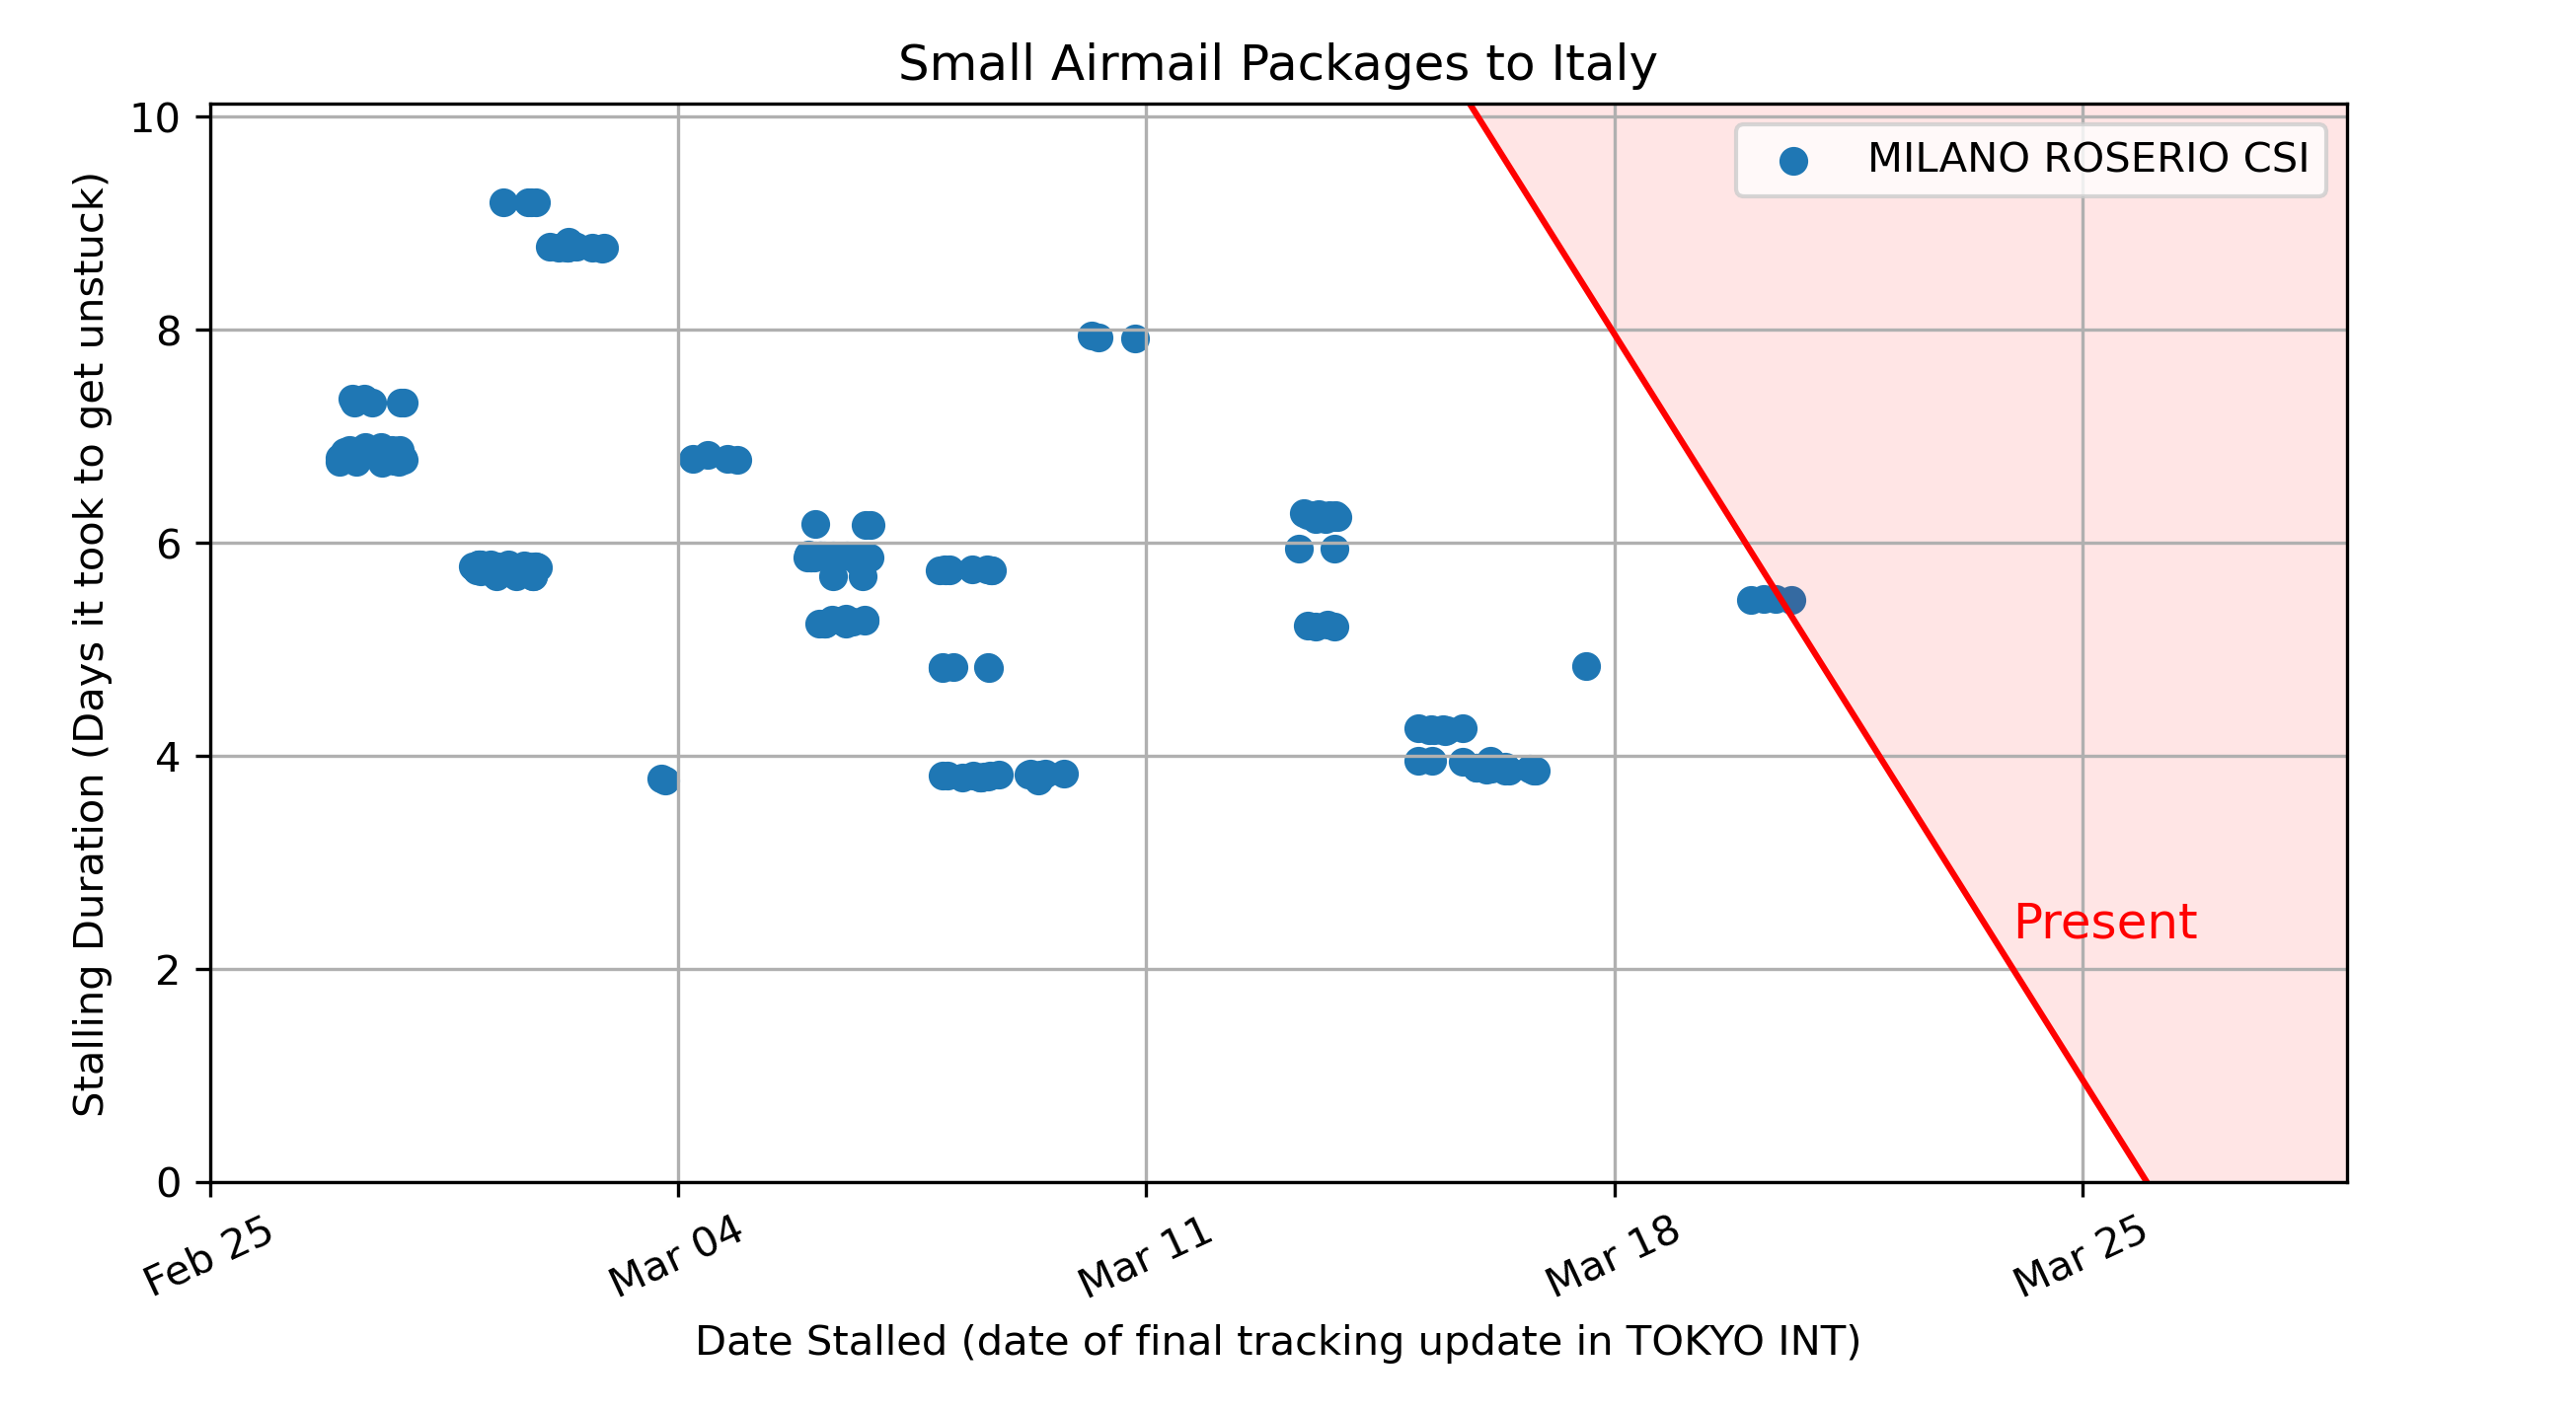 Small Airmail Packages to Italy
MILANO ROSERIO CSI
10
8
6
4
2
0
Stalling Duration (Days it took to get unstuck)
Present
Feb 25
Mar 04
Mar 11
Mar 18
Mar 25
Date Stalled (date of final tracking update in TOKYO INT)